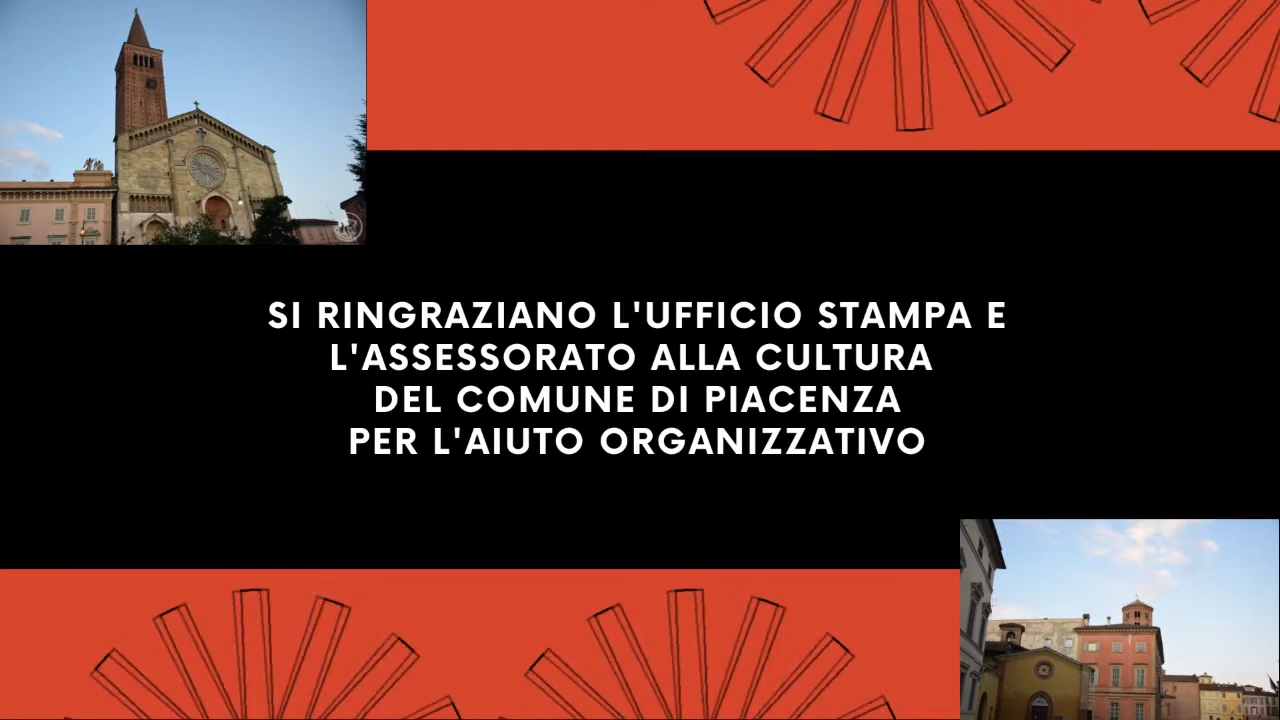 SI RINGRAZIANO L'UFFICIO STAMPA E
L'ASSESSORATO ALLA CULTURA
DEL COMUNE DI PIACENZA
PER L'AIUTO ORGANIZZATIVO